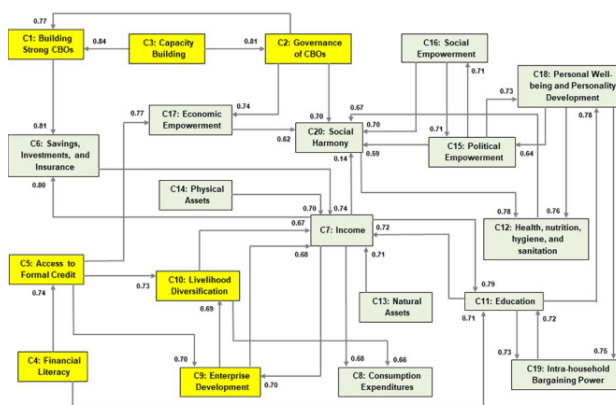 0.77
C1: Building
Strong CBOs
0.84
C3: Capacity
Building
0.81
C2: Governance
of CBOs
C16: Social
Empowerment
0.71
C18: Personal Well-
being and Personality
Development
0.73
0.78
0.77
C17: Economic
Empowerment
0.74
0.70
0.67
0.70
0.71
0.81
C6: Savings,
Investments, and
Insurance
0.62
C20: Social
Harmony
0.59
C15: Political
Empowerment
0.64
0.14
0.80
C14: Physical
Assets
0.70
0.74
0.78
0.76
C12: Health, nutrition,
hygiene, and
sanitation
0.67
C7: Income
0.72
0.68
C5: Access to
Formal Credit
0.73
C10: Livelihood
Diversification
0.71
C13: Natural
Assets
0.79
C11: Education
0.71
0.74
0.69
0.72
C4: Financial
Literacy
0.70
C9: Enterprise
Development
0.70
0.68
0.66
C8: Consumption
Expenditures
0.73
0.75
C19: Intra-household
Bargaining Power